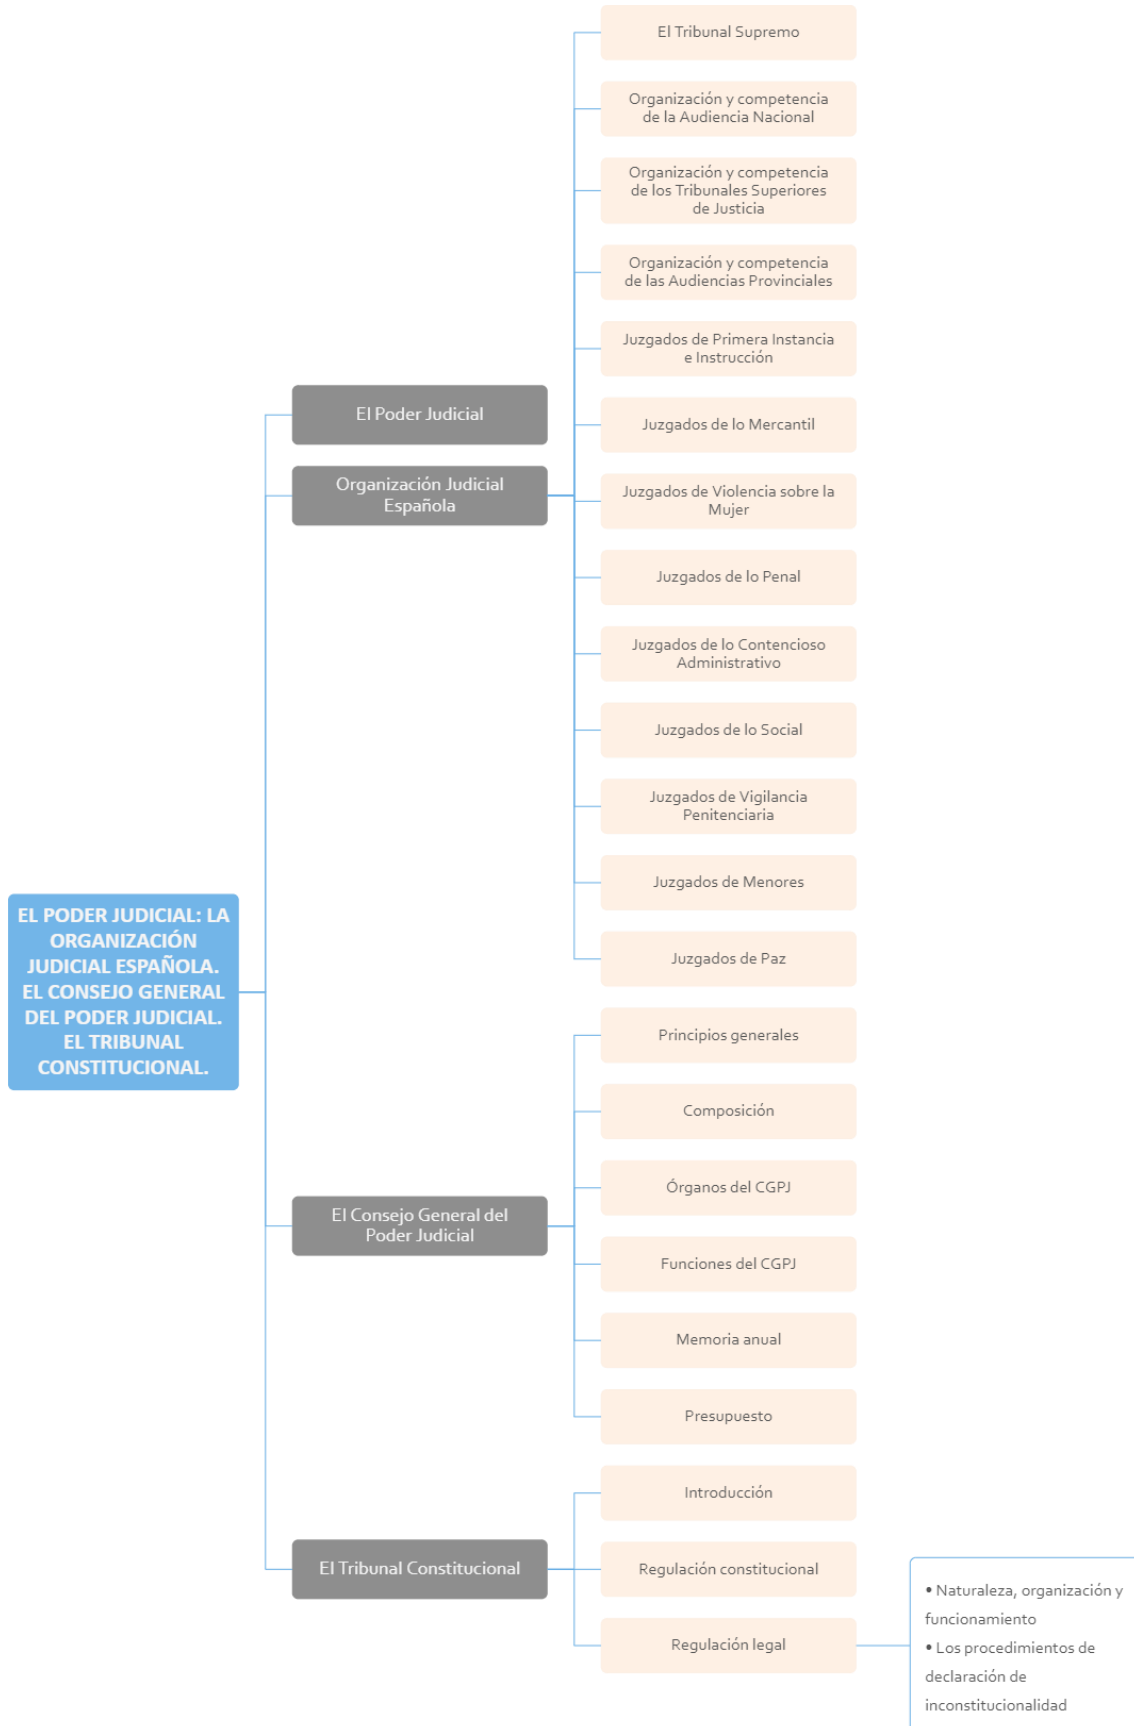 EL PODER JUDICIAL: LA
ORGANIZACIÓN
JUDICIAL ESPAÑOLA.
EL CONSEJO GENERAL
DEL PODER JUDICIAL.
EL TRIBUNAL
CONSTITUCIONAL.
El Poder Judicial
Organización Judicial
Española
El Tribunal Supremo
Organización y competencia
de la Audiencia Nacional
Organización y competencia
de los Tribunales Superiores
de Justicia
Organización y competencia
de las Audiencias Provinciales
Juzgados de Primera Instancia
e Instrucción
Juzgados de lo Mercantil
Juzgados de Violencia sobre la
Mujer
Juzgados de lo Penal
Juzgados de lo Contencioso
Administrativo
Juzgados de lo Social
Juzgados de Vigilancia
Penitenciaria
Juzgados de Menores
Juzgados de Paz
El Consejo General del
Poder Judicial
Principios generales
Composición
Órganos del CGPJ
Funciones del CGPJ
Memoria anual
Presupuesto
El Tribunal Constitucional
Introducción
Regulación constitucional
Regulación legal
• Naturaleza, organización y
funcionamiento
• Los procedimientos de
declaración de
inconstitucionalidad